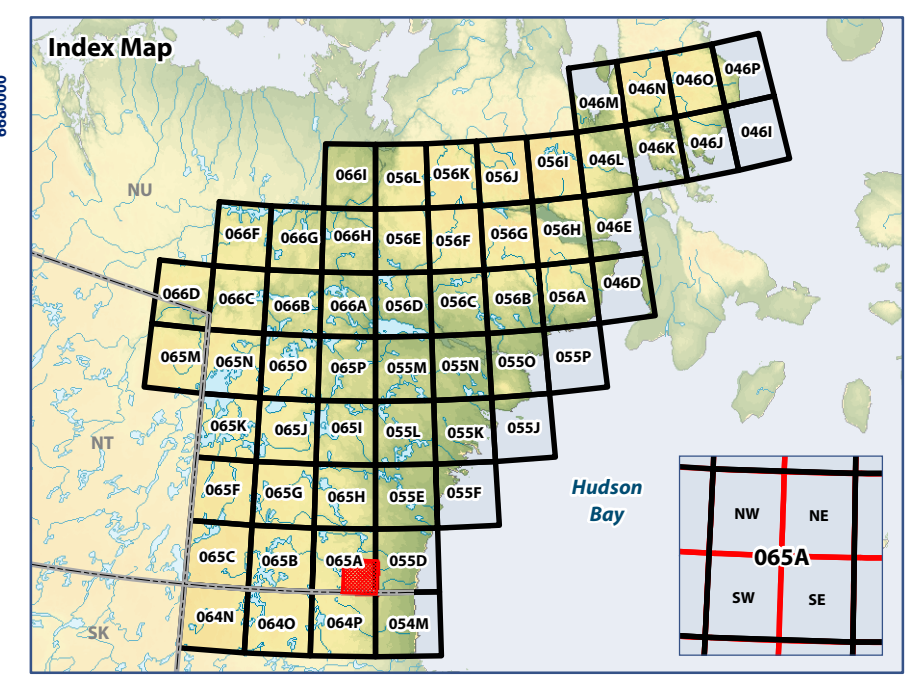 Index Map
6680000
046M 046N 046O 046P
066I 056L 056K 056J 056I 046L 046K 046J 046I
NU
066F 066G 066H 056E 056F 056G 056H 046E
066D 066C 066B 066A 056D 056C 056B 056A 046D
065M 065N 065O 065P 055M 055N 055O 055P
NT
065K 065J 065I 055L 055K 055J
065F 065G 065H 055E 055F
Hudson
Bay
065C 065B 065A 055D
SK
064N 064O 064P 054M
NW NE
065A
SW SE